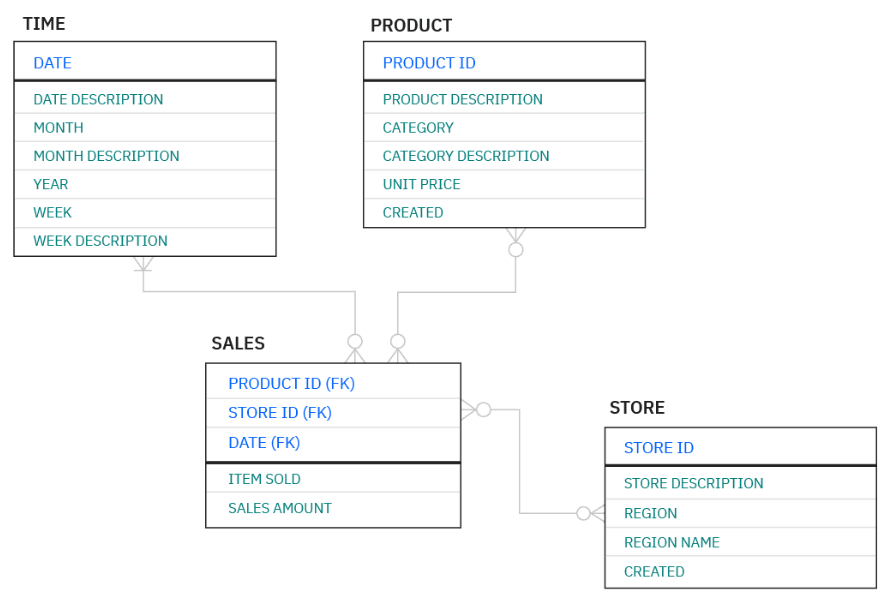 TIME
DATE
DATE DESCRIPTION
MONTH
MONTH DESCRIPTION
YEAR
WEEK
WEEK DESCRIPTION
PRODUCT
PRODUCT ID
PRODUCT DESCRIPTION
CATEGORY
CATEGORY DESCRIPTION
UNIT PRICE
CREATED
SALES
PRODUCT ID (FK)
STORE ID (FK)
DATE (FK)
ITEM SOLD
SALES AMOUNT
STORE
STORE ID
STORE DESCRIPTION
REGION
REGION NAME
CREATED